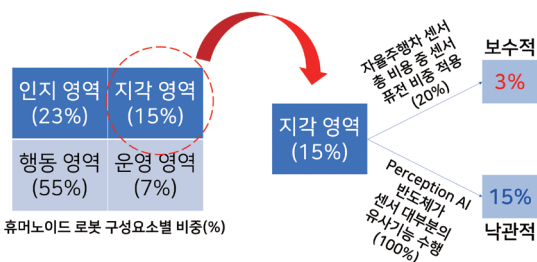 인지 영역
(23%)
지각 영역
(15%)
행동 영역
(55%)
운영 영역
(7%)
휴머노이드 로봇 구성요소별 비중(%)
지각 영역
(15%)
자율주행차 센서
총 비용 중 센서
퓨전 비중 적용
(20%)
보수적
3%
Perception AI
반도체가
센서 대부분의
유사기능 수행
(100%)
15%
낙관적